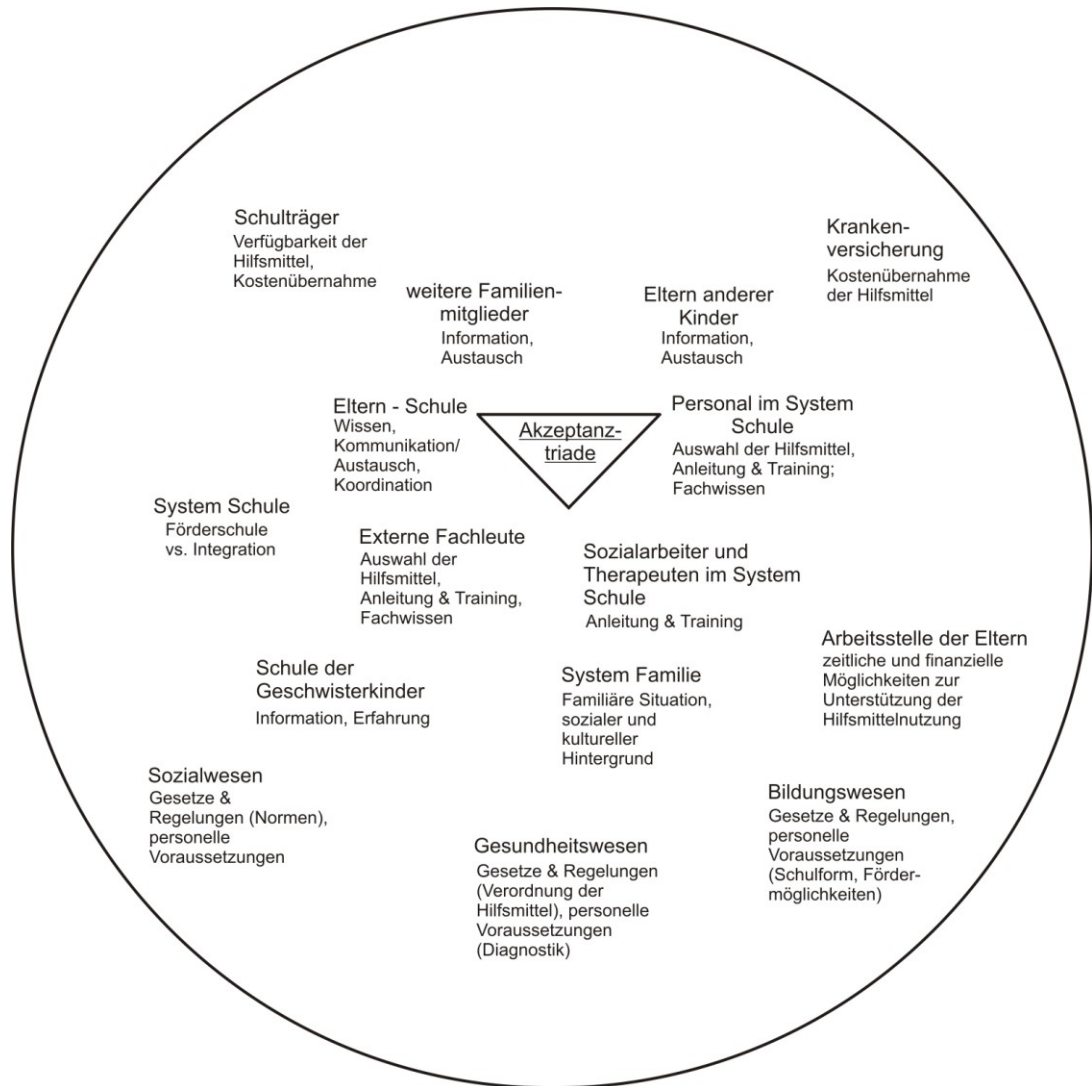 Schulträger
Verfügbarkeit der
Hilfsmittel,
Kostenübernahme
weitere Familien-
mitglieder
Information,
Austausch
Eltern anderer
Kinder
Information,
Austausch
Kranken-
versicherung
Kostenübernahme
der Hilfsmittel
Eltern - Schule
Wissen,
Kommunikation/
Austausch,
Koordination
Akzeptanz-
triade
Personal im System
Schule
Auswahl der Hilfsmittel,
Anleitung & Training;
Fachwissen
System Schule
Förderschule
vs. Integration
Externe Fachleute
Auswahl der
Hilfsmittel,
Anleitung & Training,
Fachwissen
Sozialarbeiter und
Therapeuten im System
Schule
Anleitung & Training
Arbeitsstelle der Eltern
zeitliche und finanzielle
Möglichkeiten zur
Unterstützung der
Hilfsmittelnutzung
Schule der
Geschwisterkinder
Information, Erfahrung
System Familie
Familiäre Situation,
sozialer und
kultureller
Hintergrund
Sozialwesen
Gesetze &
Regelungen (Normen),
personelle
Voraussetzungen
Gesundheitswesen
Gesetze & Regelungen
(Verordnung der
Hilfsmittel), personelle
Voraussetzungen
(Diagnostik)
Bildungswesen
Gesetze & Regelungen,
personelle
Voraussetzungen
(Schulform, Förder-
möglichkeiten)